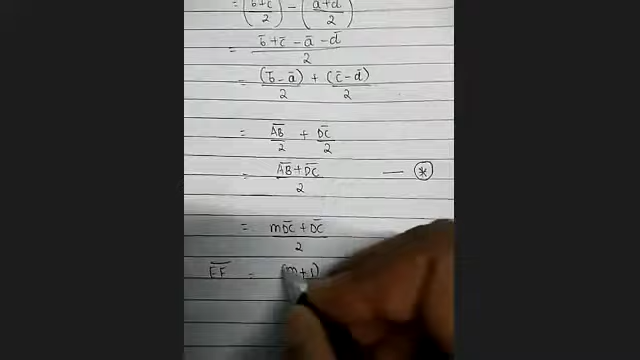 = (b̄+c̄/2) - (ā+d̄/2)
= b̄+c̄-ā-d̄/2
= (b̄-ā)/2 + (c̄-d̄)/2
= AB̅/2 + DC̅/2
= AB̅+DC̅/2 — *
= mDC̅+DC̅/2
EF̅ = (m+1)